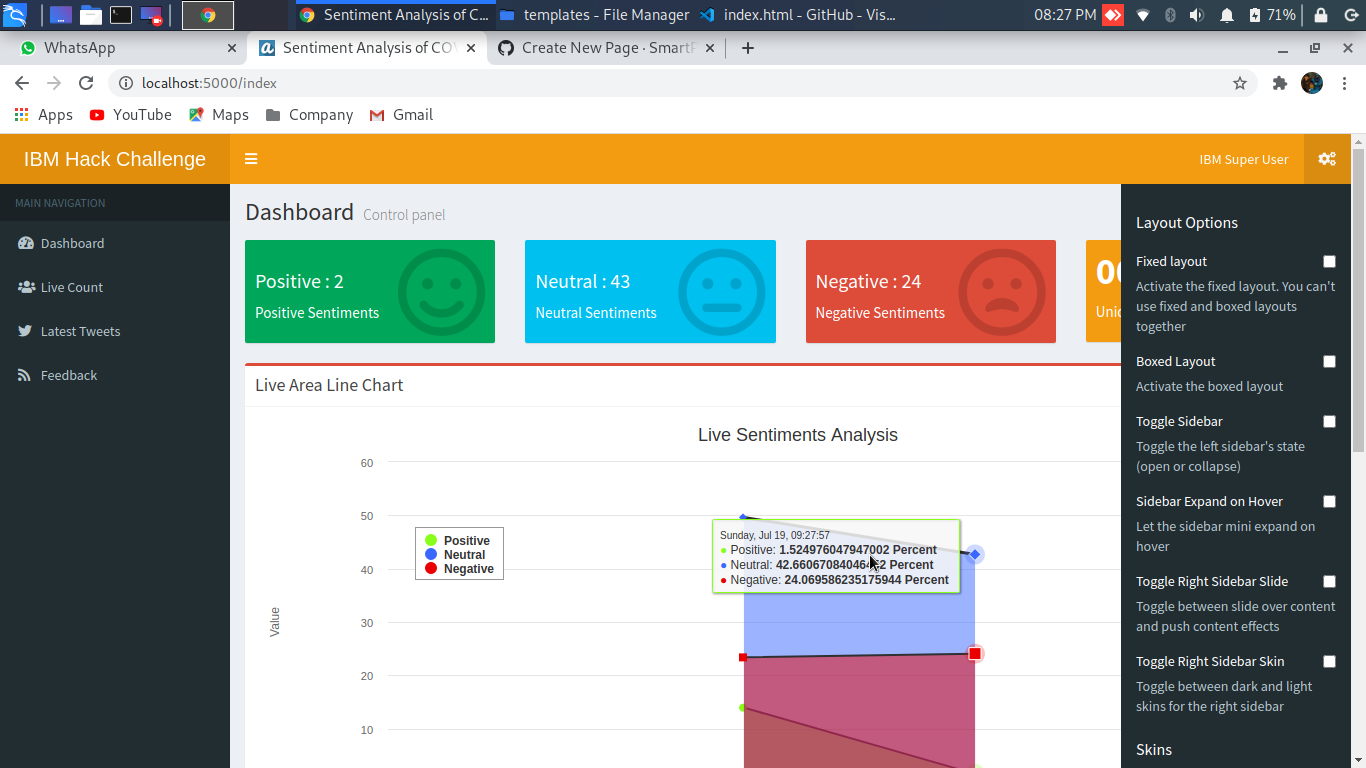 Sentiment Analysis of C...
templates - File Manager
index.html - GitHub - Vis...
08:27 PM
71%
WhatsApp
Sentiment Analysis of COV
Create New Page · SmartP
localhost:5000/index
Apps
YouTube
Maps
Company
Gmail
IBM Hack Challenge
IBM Super User
MAIN NAVIGATION
Dashboard
Live Count
Latest Tweets
Feedback
Dashboard Control panel
Positive : 2
Positive Sentiments
Neutral : 43
Neutral Sentiments
Negative : 24
Negative Sentiments
Live Area Line Chart
Live Sentiments Analysis
60
50
40
30
20
10
Value
Positive
Neutral
Negative
Sunday, Jul 19, 09:27:57
Positive: 1.524976047947002 Percent
Neutral: Percent
Negative: 24.069586235175944 Percent
Layout Options
Fixed layout
Activate the fixed layout. You can't
use fixed and boxed layouts
together
Boxed Layout
Activate the boxed layout
Toggle Sidebar
Toggle the left sidebar's state
(open or collapse)
Sidebar Expand on Hover
Let the sidebar mini expand on
hover
Toggle Right Sidebar Slide
Toggle between slide over content
and push content effects
Toggle Right Sidebar Skin
Toggle between dark and light
skins for the right sidebar
Skins